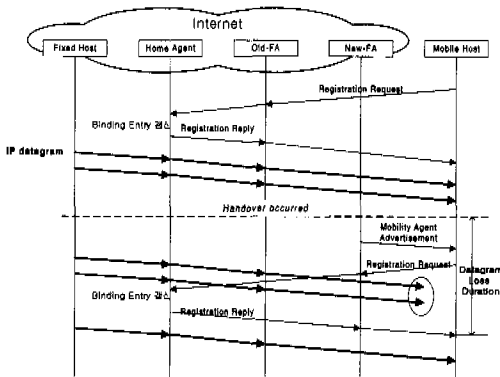 Internet
Fixed Host
Home Agent
Old-FA
New-FA
Mobile Host
Registration Request
Binding Entry 갱신
Registration Reply
IP datagram
Handover occurred
Mobility Agent
Advertisement
Registration Request
Datagram
Loss
Duration
Binding Entry 갱신
Registration Reply